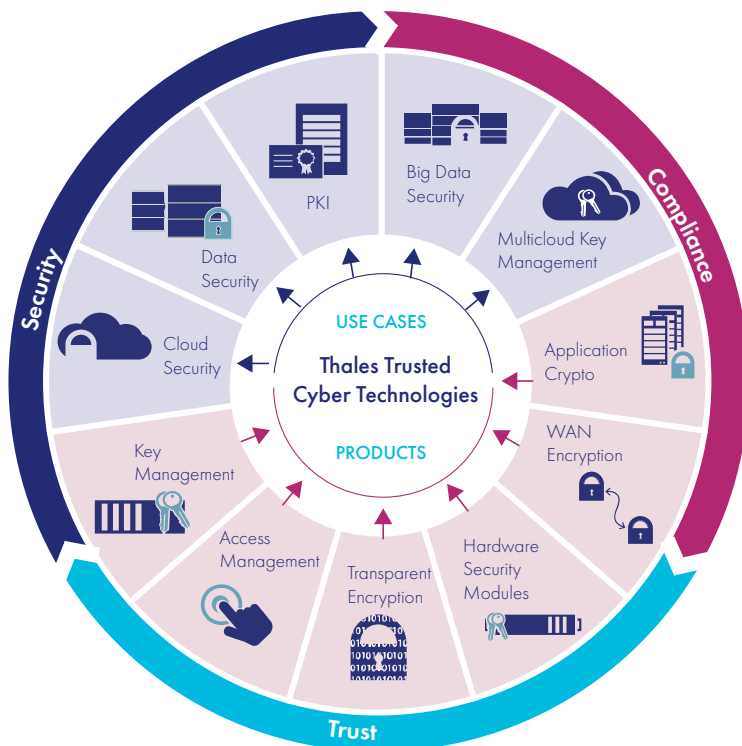 Security
Compliance
Trust
PKI
Big Data
Security
Multicloud Key
Management
Data
Security
Cloud
Security
Application
Crypto
WAN
Encryption
Hardware
Security
Modules
Transparent
Encryption
Access
Management
Key
Management
USE CASES
Thales Trusted
Cyber Technologies
PRODUCTS